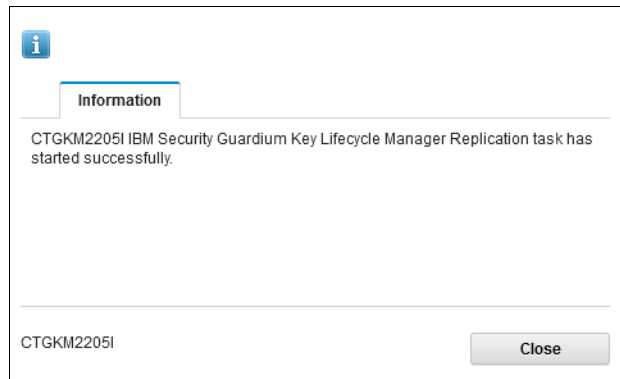 i
Information
CTGKM2205I IBM Security Guardium Key Lifecycle Manager Replication task has
started successfully.
CTGKM2205I
Close